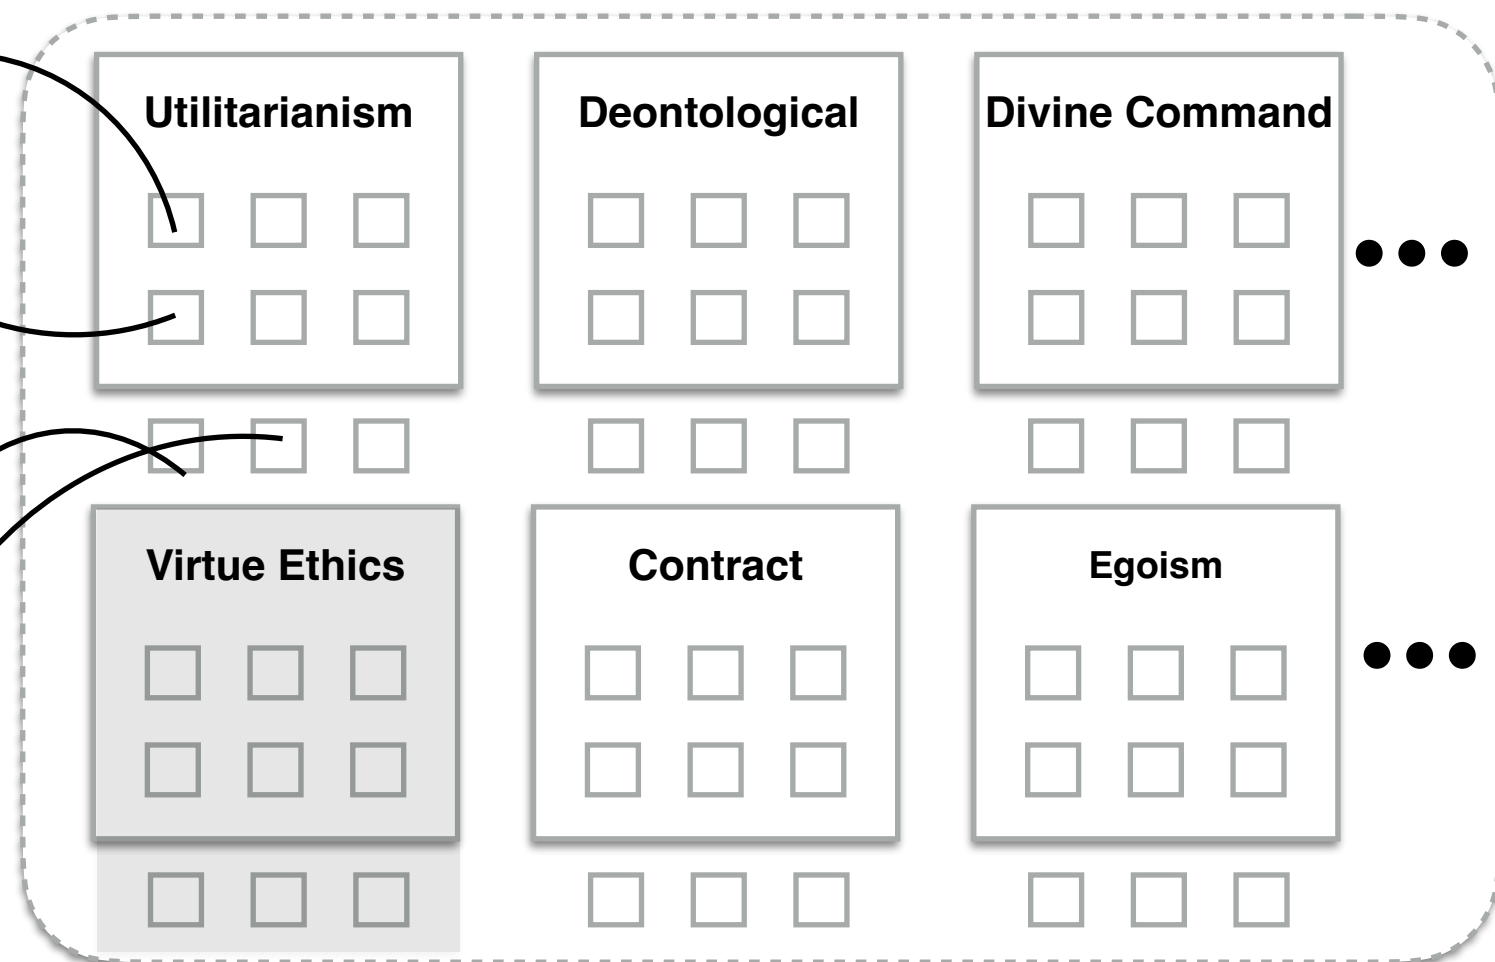 Utilitarianism
Deontological
Divine Command
Virtue Ethics
Contract
Egoism